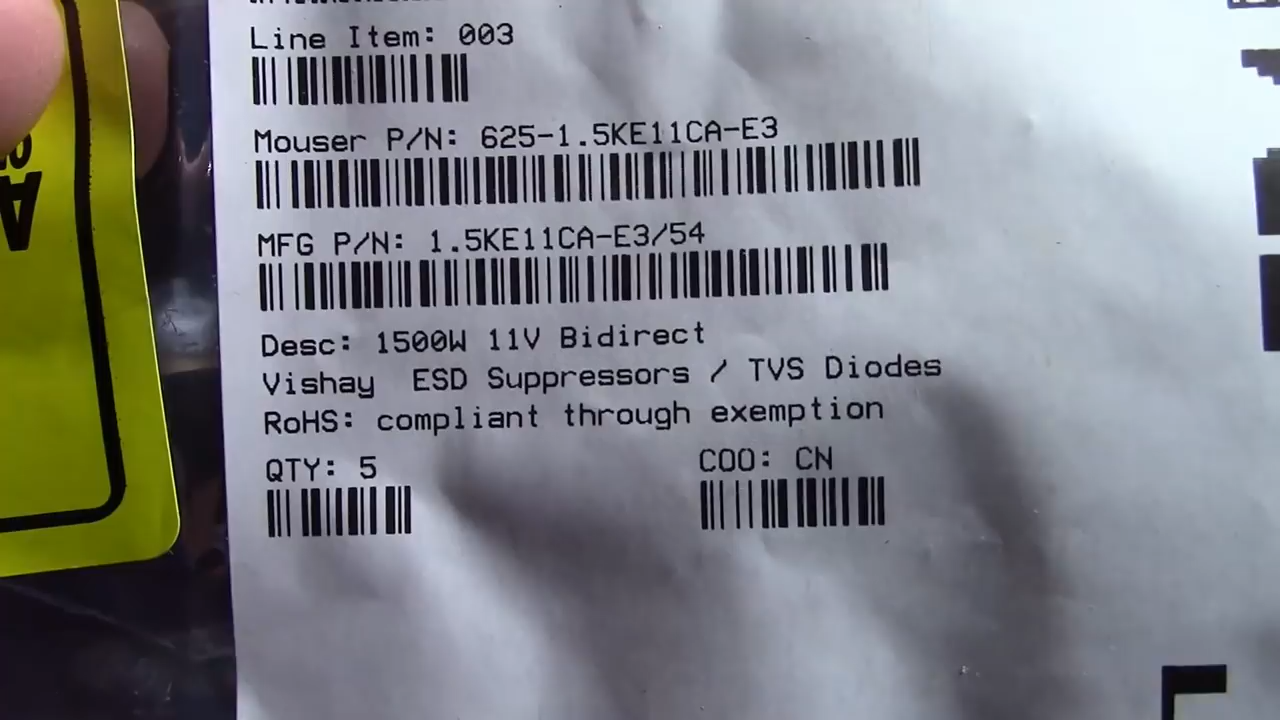 Line Item: 003
Mouser P/N: 625-1.5KE11CA-E3
MFG P/N: 1.5KE11CA-E3/54
Desc: 1500W 11V Bidirect
Vishay  ESD Suppressors / TVS Diodes
RoHS: compliant through exemption
QTY: 5
COO: CN